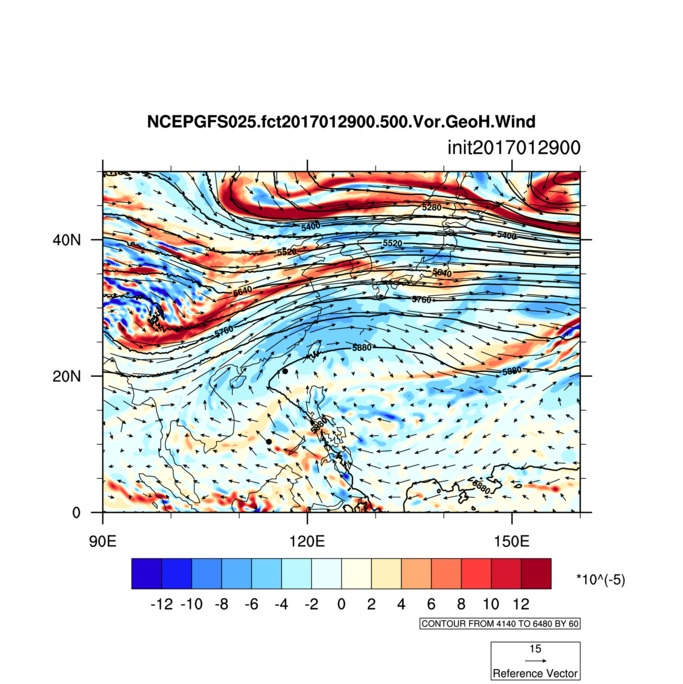 NCEPGFS025.fct2017012900.500.Vor.GeoH.Wind
init2017012900
40N
20N
0
90E 120E 150E
5280
5400
5400
5520
5520
5640
5640
5760
5760
5880
5880
5880
5880
-12 -10 -8 -6 -4 -2 0 2 4 6 8 10 12
*10^(-5)
CONTOUR FROM 4140 TO 6480 BY 60
15
Reference Vector